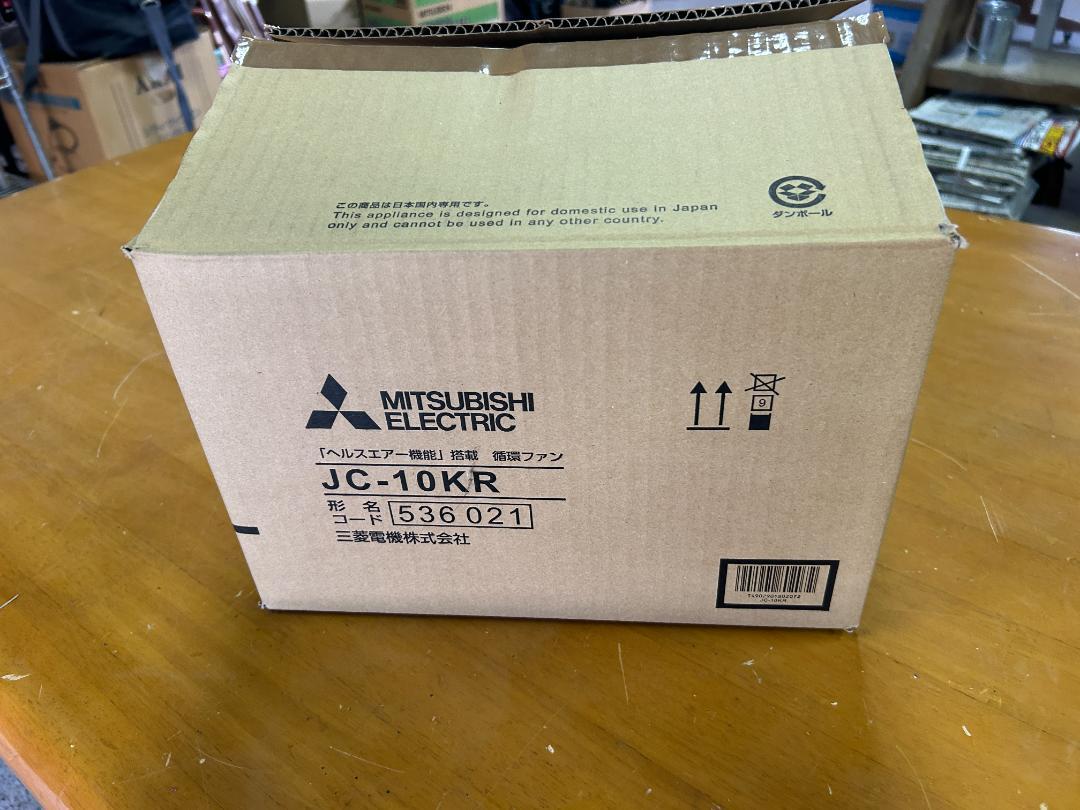 MITSUBISHI
この商品は日本国内専用です。
This appliance is designed for domestic use in Japan
only and cannot be used in any other country.
ダンボール
MITSUBISHI
ELECTRIC
9
「ヘルスエアー機能」搭載 循環ファン
JC-10KR
形 名
コード 536 021
三菱電機株式会社
JC-10KR